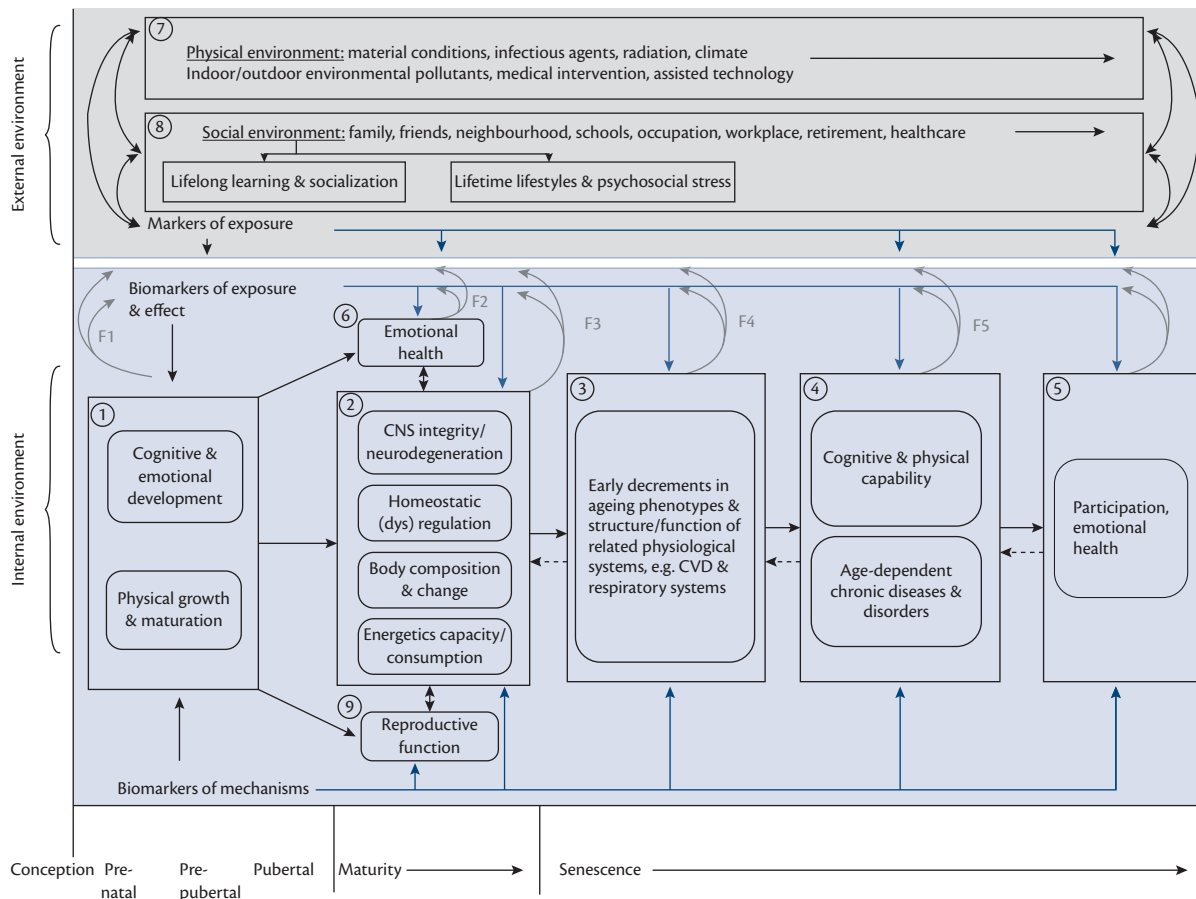 External environment
7
Physical environment: material conditions, infectious agents, radiation, climate
Indoor/outdoor environmental pollutants, medical intervention, assisted technology
8
Social environment: family, friends, neighbourhood, schools, occupation, workplace, retirement, healthcare
Lifelong learning & socialization
Lifetime lifestyles & psychosocial stress
Markers of exposure
Internal environment
Biomarkers of exposure
& effect
F1
F2
F3
F4
F5
6
Emotional
health
1
Cognitive &
emotional
development
Physical growth
& maturation
2
CNS integrity/
neurodegeneration
Homeostatic
(dys) regulation
Body composition
& change
Energetics capacity/
consumption
9
Reproductive
function
3
Early decrements in
ageing phenotypes &
structure/function of
related physiological
systems, e.g. CVD &
respiratory systems
4
Cognitive & physical
capability
Age-dependent
chronic diseases &
disorders
5
Participation,
emotional
health
Biomarkers of mechanisms
Conception
Pre-
natal
Pre-
pubertal
Pubertal
Maturity
Senescence